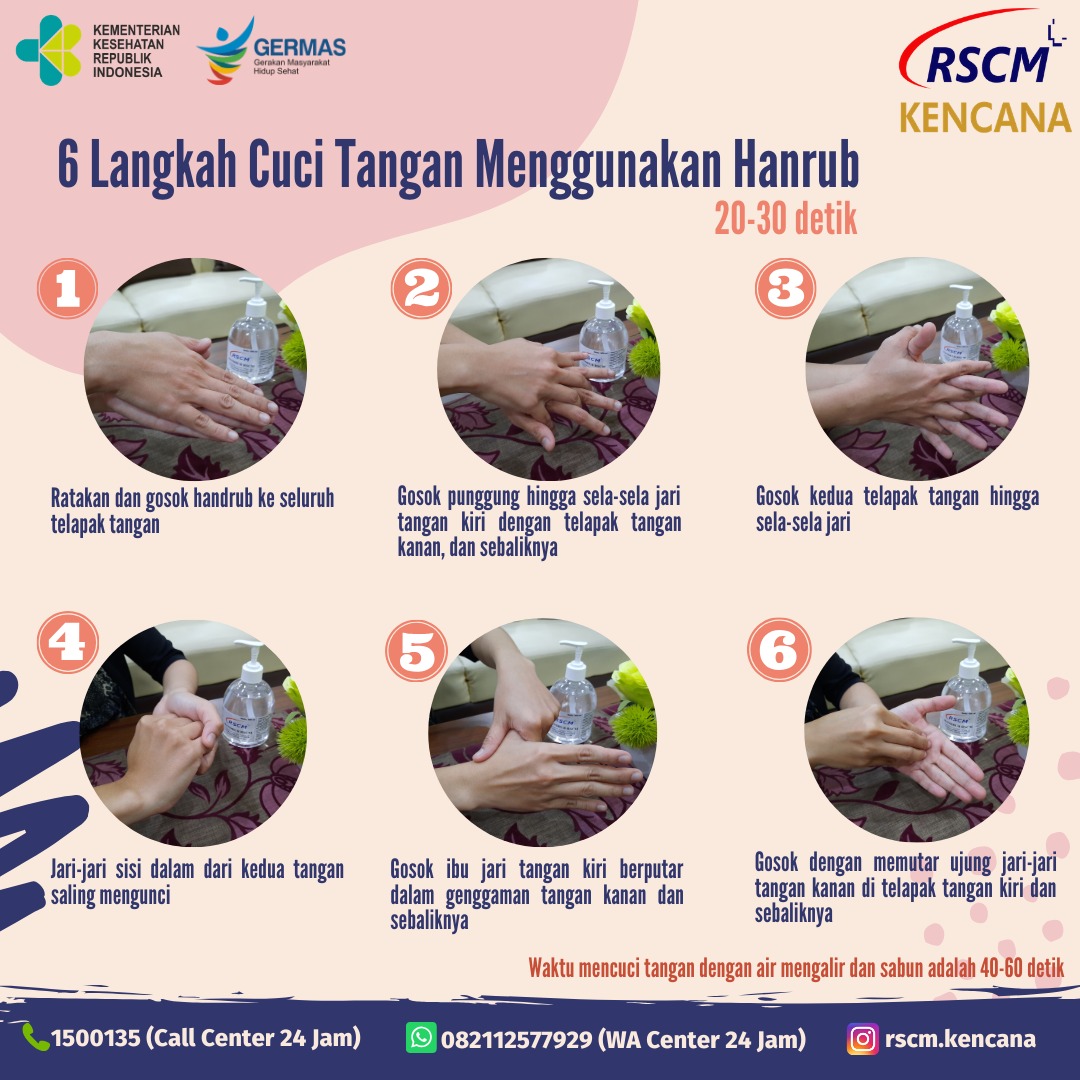 KEMENTERIAN
KESEHATAN
REPUBLIK
INDONESIA
GERMAS
Gerakan Masyarakat
Hidup Sehat
RSCM
KENCANA
6 Langkah Cuci Tangan Menggunakan Hanrub
20-30 detik
1
RSCM
Ratakan dan gosok handrub ke seluruh
telapak tangan
2
RSCM
Gosok punggung hingga sela-sela jari
tangan kiri dengan telapak tangan
kanan, dan sebaliknya
3
RSCM
Gosok kedua telapak tangan hingga
sela-sela jari
4
RSCM
Jari-jari sisi dalam dari kedua tangan
saling mengunci
5
RSCM
Gosok ibu jari tangan kiri berputar
dalam genggaman tangan kanan dan
sebaliknya
6
Gosok dengan memutar ujung jari-jari
tangan kanan di telapak tangan kiri dan
sebaliknya
Waktu mencuci tangan dengan air mengalir dan sabun adalah 40-60 detik
1500135 (Call Center 24 Jam)
082112577929 (WA Center 24 Jam)
rscm.kencana